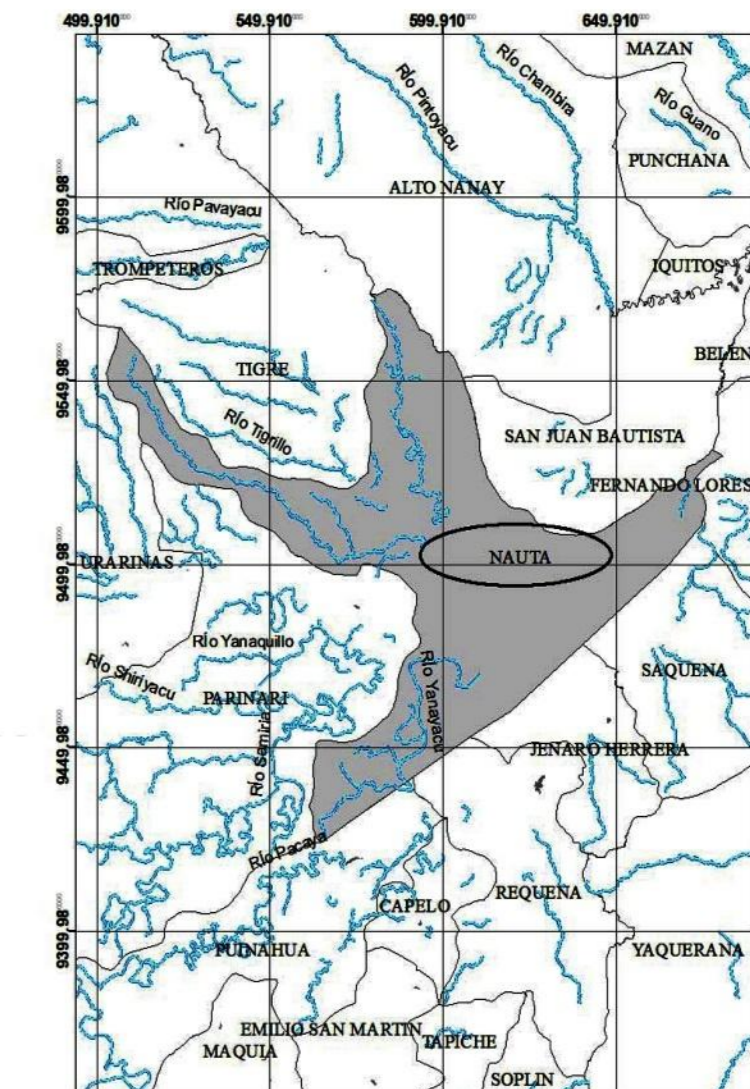 499.910 549.910 599.910 649.910
MAZAN
Río Chambira
Río Pintoyacu
Río Guano
PUNCHANA
9599.98
ALTO NANAY
Río Pavayacu
TROMPETEROS
IQUITOS
BELEN
TIGRE
9549.98
Río Tigrillo
SAN JUAN BAUTISTA
FERNANDO LORES
9499.98
NAUTA
URARINAS
Río Yanaquillo
Río Shiriyacu
Río Yanayacu
SAQUENA
PARINARI
Río Samiria
9449.98
JENARO HERRERA
Río Pacaya
REQUENA
CAPELO
9399.98
PUINAHUA
YAQUERANA
EMILIO SAN MARTIN
TAPICHE
MAQUIA
SOPLIN